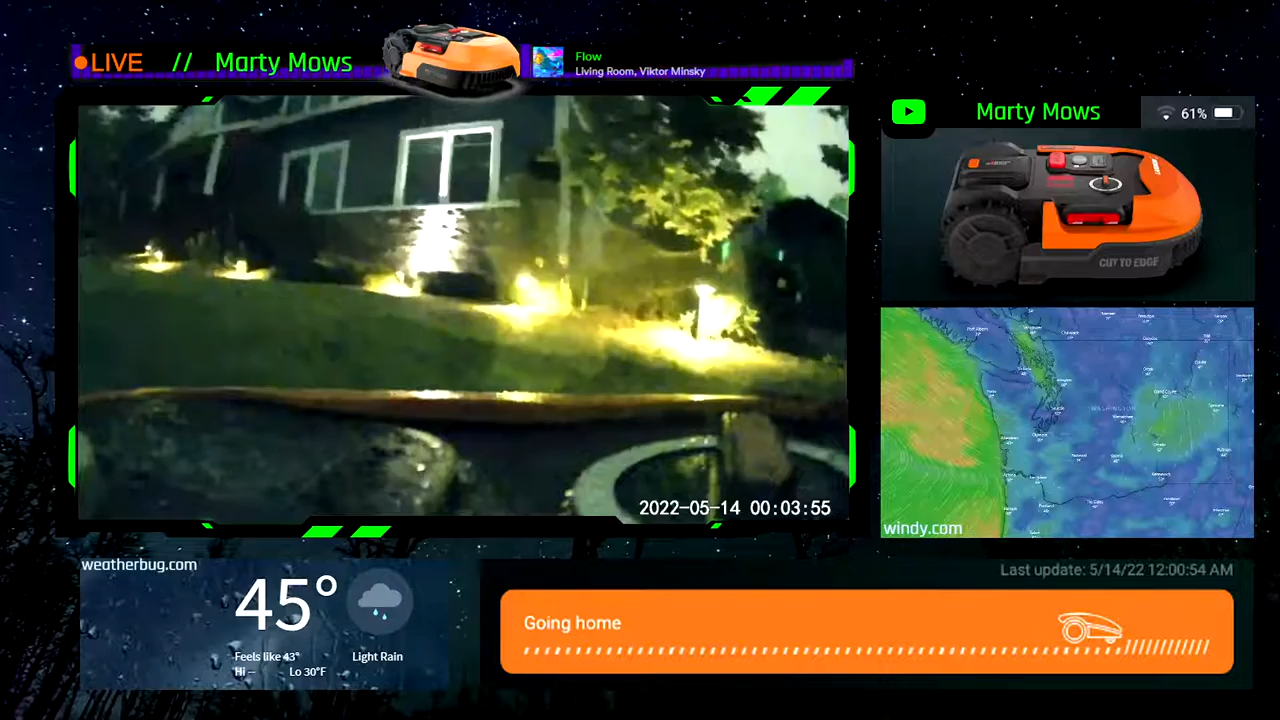 LIVE // Marty Mows
Flow
Living Room, Viktor Minsky
Marty Mows
61%
CUT TO EDGE
2022-05-14 00:03:55
WASHINGTON
windy.com
weatherbug.com
45°
Feels like 43°
Hi --
Lo 30°F
Light Rain
Last update: 5/14/22 12:00:54 AM
Going home